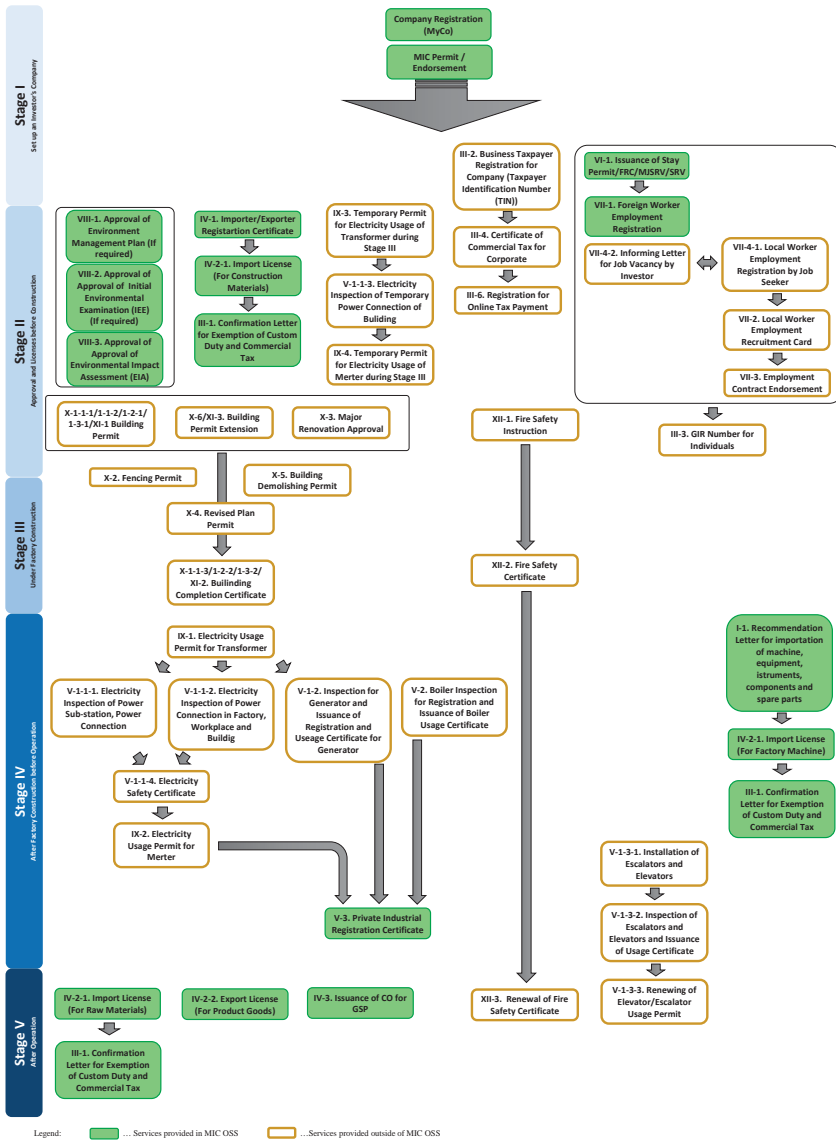 Company Registration
(MyCo)
MIC Permit /
Endorsement
Stage I
Set up an Investor's Company
III-2. Business Taxpayer
Registration for
Company (Taxpayer
Identification Number
(TIN))
III-4. Certificate of
Commercial Tax for
Corporate
III-6. Registration for
Online Tax Payment
VI-1. Issuance of Stay
Permit/FRC/MJSRV/SRV
VII-1. Foreign Worker
Employment
Registration
VII-4-2. Informing Letter
for Job Vacancy by
Investor
VII-4-1. Local Worker
Employment
Registration by Job
Seeker
VII-2. Local Worker
Employment
Recruitment Card
VII-3. Employment
Contract Endorsement
III-3. GIR Number for
Individuals
Stage II
Approval and Licenses before Construction
VIII-1. Approval of
Environment
Management Plan (If
required)
VIII-2. Approval of
Approval of Initial
Environmental
Examination (IEE)
(If required)
VIII-3. Approval of
Approval of
Environmental Impact
Assessment (EIA)
IV-1. Importer/Exporter
Registartion Certificate
IV-2-1. Import License
(For Construction
Materials)
III-1. Confirmation Letter
for Exemption of Custom
Duty and Commercial
Tax
IX-3. Temporary Permit
for Electricity Usage of
Transformer during
Stage III
V-1-1-3. Electricity
Inspection of Temporary
Power Connection of
Building
IX-4. Temporary Permit
for Electricity Usage of
Merter during Stage III
X-1-1-1/1-1-2/1-2-1/
1-3-1/XI-1 Building
Permit
X-6/XI-3. Building
Permit Extension
X-3. Major
Renovation Approval
XII-1. Fire Safety
Instruction
X-2. Fencing Permit
X-5. Building
Demolishing Permit
Stage III
Under Factory Construction
X-4. Revised Plan
Permit
X-1-1-3/1-2-2/1-3-2/
XI-2. Builinding
Completion Certificate
XII-2. Fire Safety
Certificate
Stage IV
After Factory Construction before Operation
IX-1. Electricity Usage
Permit for Transformer
V-1-1-1. Electricity
Inspection of Power
Sub-station, Power
Connection
V-1-1-2. Electricity
Inspection of Power
Connection in Factory,
Workplace and
Buildig
V-1-2. Inspection for
Generator and
Issuance of
Registration and
Useage Certificate for
Generator
V-2. Boiler Inspection
for Registration and
Issuance of Boiler
Usage Certificate
V-1-1-4. Electricity
Safety Certificate
IX-2. Electricity
Usage Permit for
Merter
V-3. Private Industrial
Registration Certificate
I-1. Recommendation
Letter for importation
of machine,
equipment,
istruments,
components and
spare parts
IV-2-1. Import License
(For Factory Machine)
III-1. Confirmation
Letter for Exemption
of Custom Duty and
Commercial Tax
V-1-3-1. Installation of
Escalators and
Elevators
V-1-3-2. Inspection of
Escalators and
Elevators and Issuance
of Usage Certificate
V-1-3-3. Renewing of
Elevator/Escalator
Usage Permit
Stage V
After Operation
IV-2-1. Import License
(For Raw Materials)
III-1. Confirmation
Letter for Exemption
of Custom Duty and
Commercial Tax
IV-2-2. Export License
(For Product Goods)
IV-3. Issuance of CO for
GSP
XII-3. Renewal of Fire
Safety Certificate
Legend: ... Services provided in MIC OSS ...Services provided outside of MIC OSS